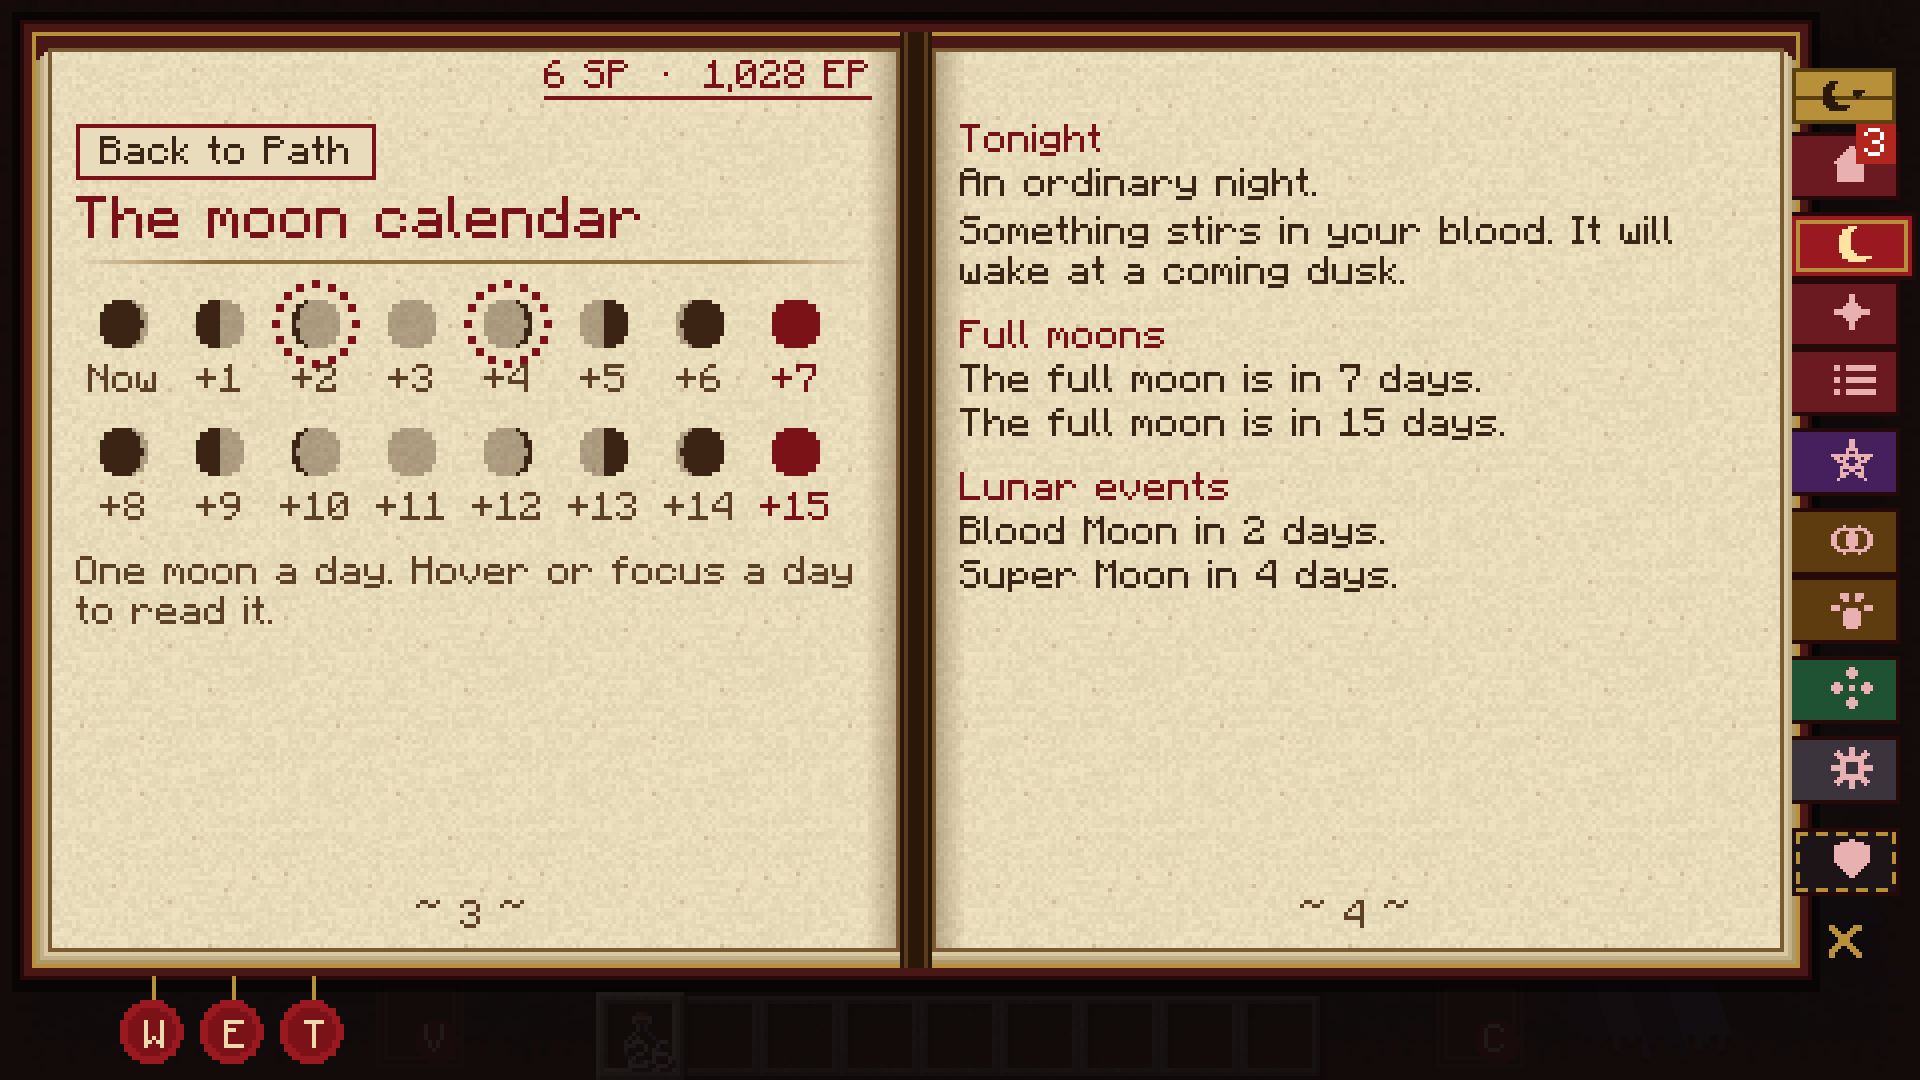 6 SP · 1,028 EP
Back to Path
The moon calendar
Now +1 +2 +3 +4 +5 +6 +7
+8 +9 +10 +11 +12 +13 +14 +15
One moon a day. Hover or focus a day
to read it.
~ 3 ~
Tonight
An ordinary night.
Something stirs in your blood. It will
wake at a coming dusk.
Full moons
The full moon is in 7 days.
The full moon is in 15 days.
Lunar events
Blood Moon in 2 days.
Super Moon in 4 days.
~ 4 ~
3
W E T V 26 C